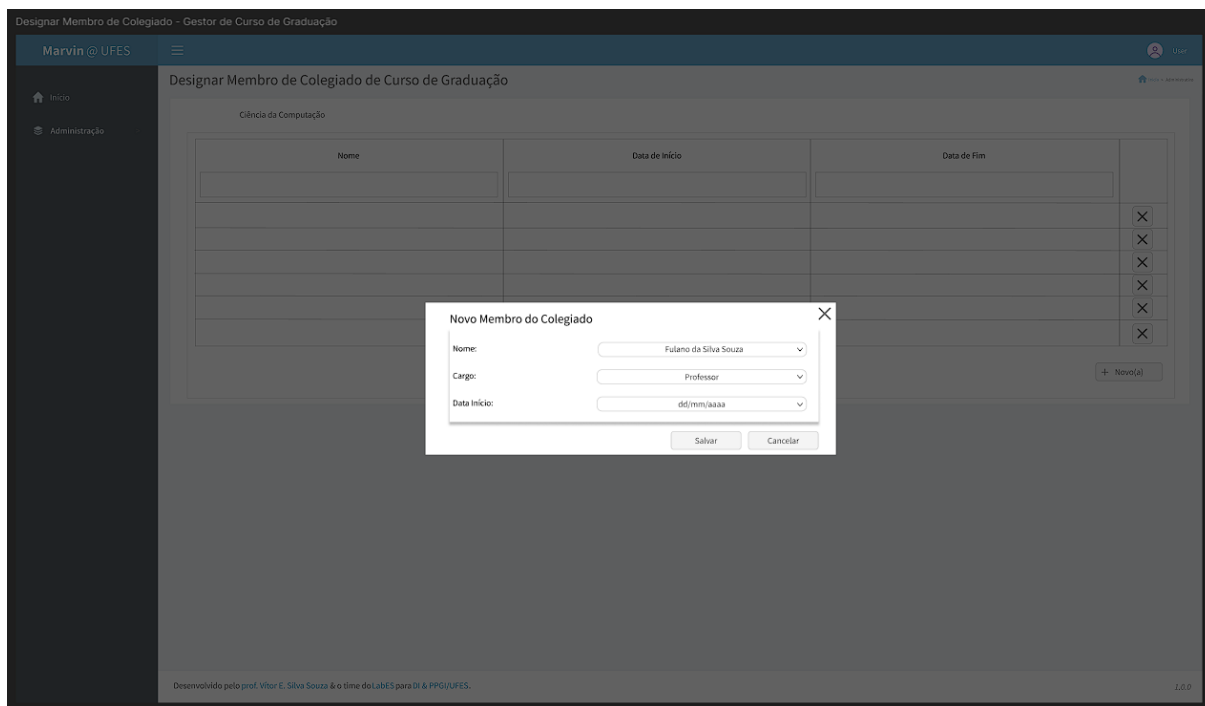 Designar Membro de Colegiado - Gestor de Curso de Graduação
Marvin @ UFES
User
Designar Membro de Colegiado de Curso de Graduação
Início
Administração
Ciência da Computação
Nome
Data de Início
Data de Fim
Novo Membro do Colegiado
Nome:
Fulano da Silva Souza
Cargo:
Professor
Data Início:
dd/mm/aaaa
Salvar
Cancelar
+ Novo(a)
Desenvolvido pelo prof. Vítor E. Silva Souza & o time do LabES para DI & PPGI/UFES.
1.0.0